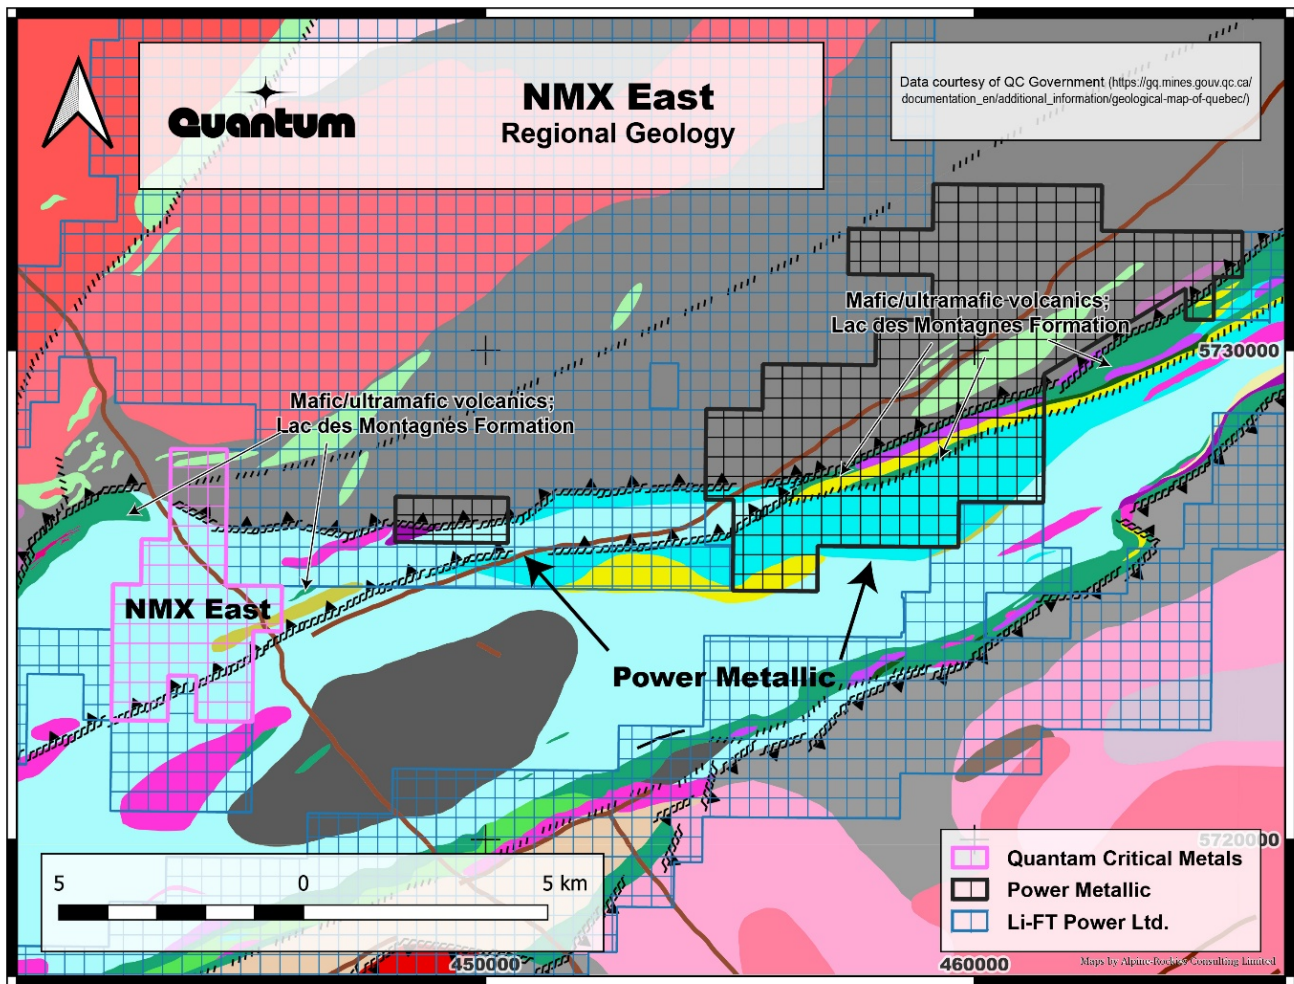 Quantum
NMX East
Regional Geology
Data courtesy of QC Government (https://gq.mines.gouv.qc.ca/
documentation_en/additional_information/geological-map-of-quebec/)
Mafic/ultramafic volcanics;
Lac des Montagnes Formation
5730000
Mafic/ultramafic volcanics;
Lac des Montagnes Formation
NMX East
Power Metallic
5720000
Quantam Critical Metals
Power Metallic
Li-FT Power Ltd.
5 0 5 km
450000
460000
Maps by Alpine-Rockies Consulting Limited